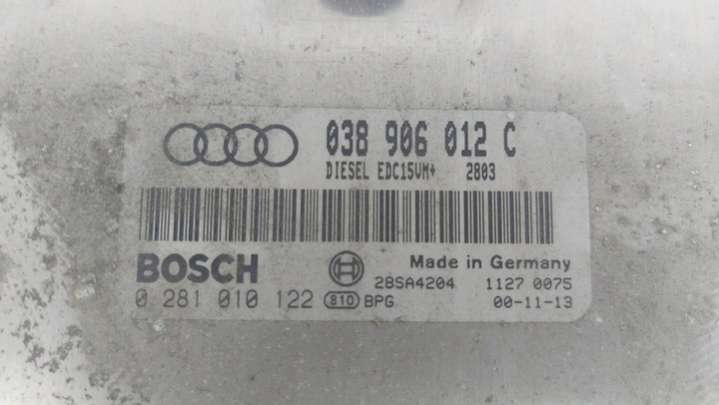 038 906 012 C
DIESEL EDC15VM+ 2803
BOSCH
Made in Germany
28SA4204 1127 0075
0 281 010 122 810 BPG 00-11-13